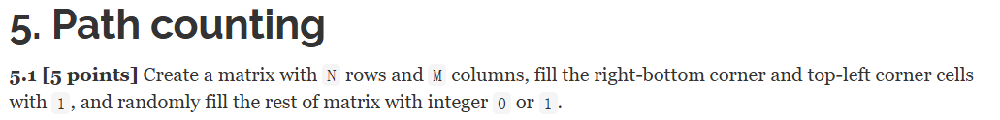 5. Path counting
5.1 [5 points] Create a matrix with N rows and M columns, fill the right-bottom corner and top-left corner cells
with 1, and randomly fill the rest of matrix with integer 0 or 1.